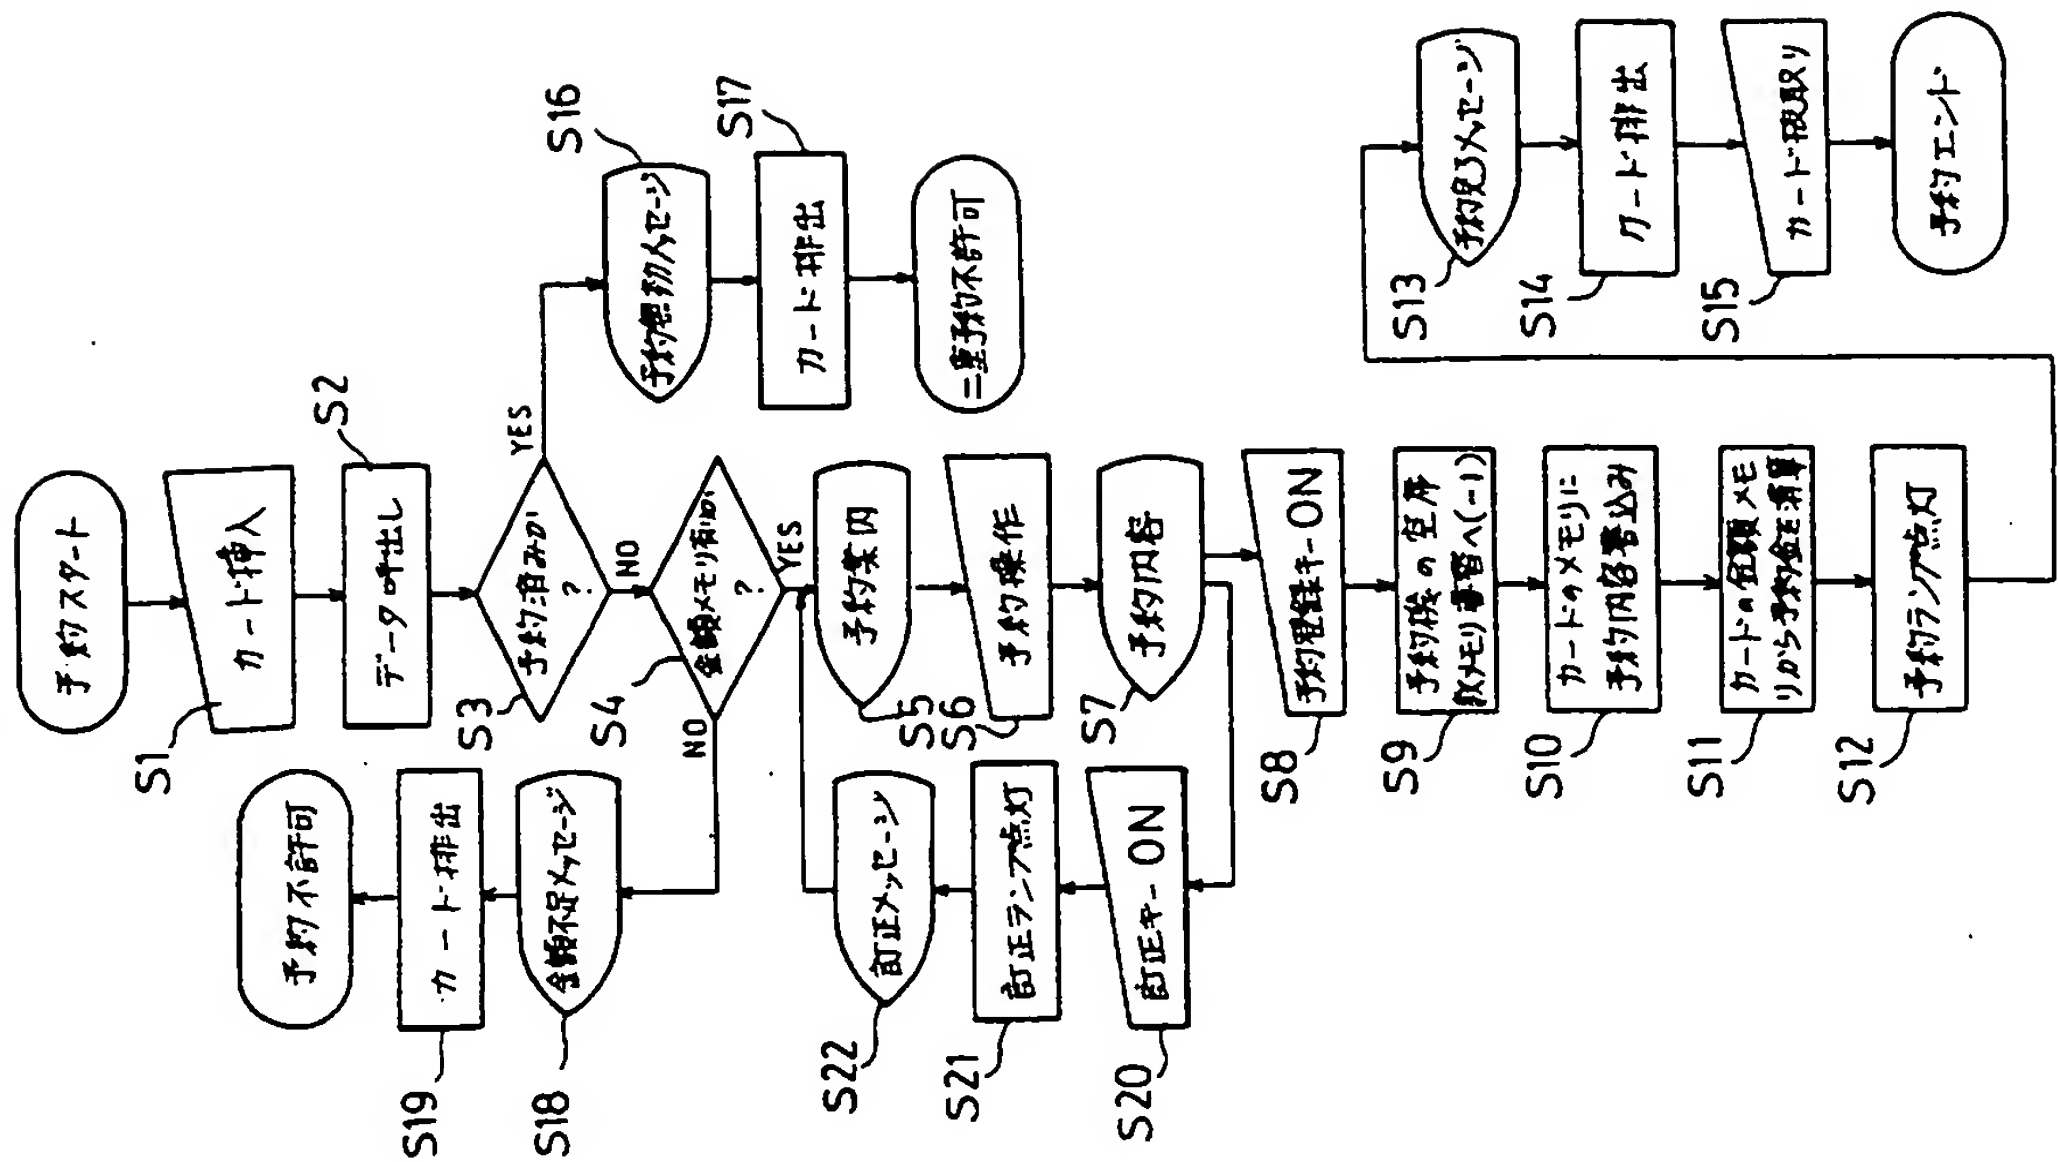 予約スタート
S1
カード挿入
S2
データ呼出し
S3
予約済みか
?
YES
NO
S4
金額メモリ有りか
?
YES
NO
S5
予約案内
S6
予約操作
S7
予約内容
S8
予約登録キーON
S9
予約機の空席
数メモリ書替へ(-1)
S10
カードのメモリに
予約内容書込み
S11
カードの金額メモ
リから予約金を清算
S12
予約ランプ点灯
S13
予約完了メッセージ
S14
カード排出
S15
カード抜取り
予約エンド
S16
メッセージ
S17
カード排出
二重予約不許可
S18
金額不足メッセージ
S19
カード排出
予約不許可
S20
訂正キーON
S21
訂正ランプ点灯
S22
訂正メッセージ